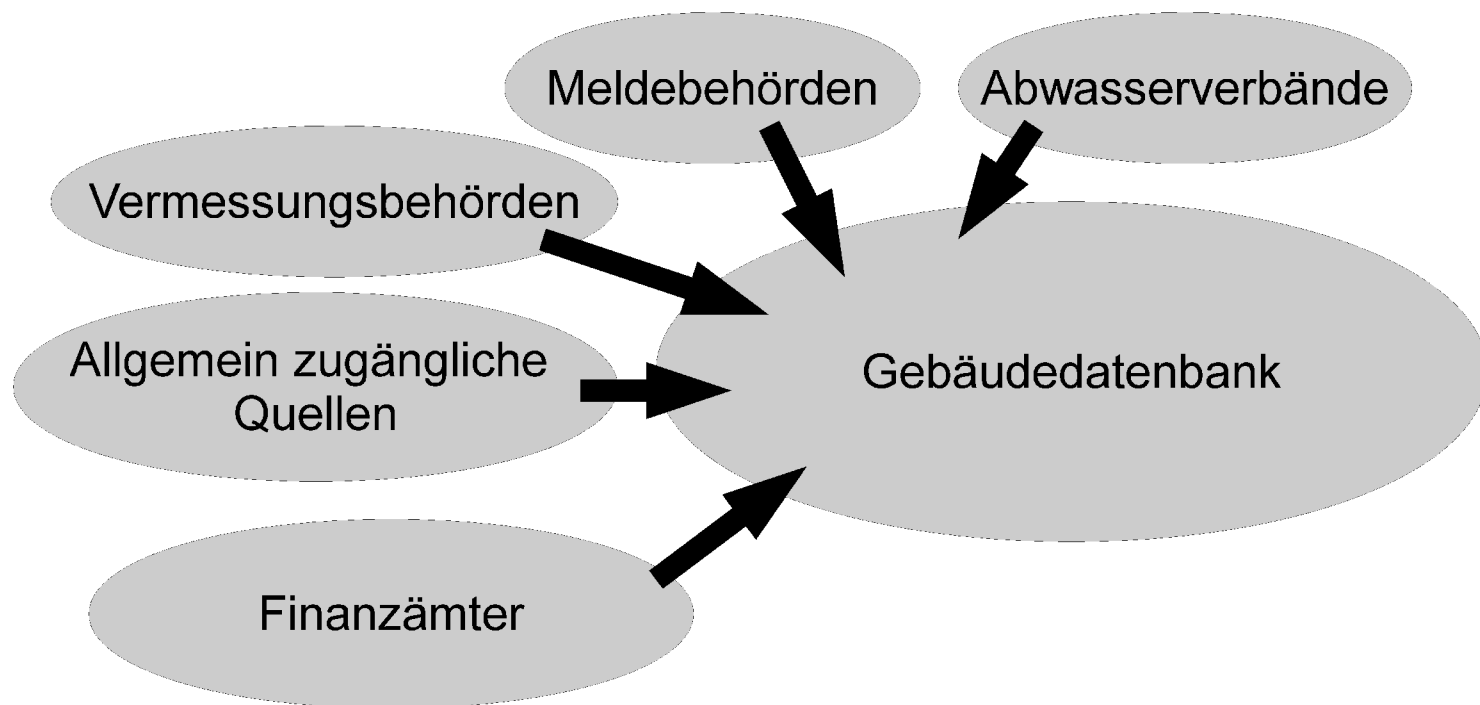 Meldebehörden
Abwasserverbände
Vermessungsbehörden
Allgemein zugängliche
Quellen
Gebäudedatenbank
Finanzämter